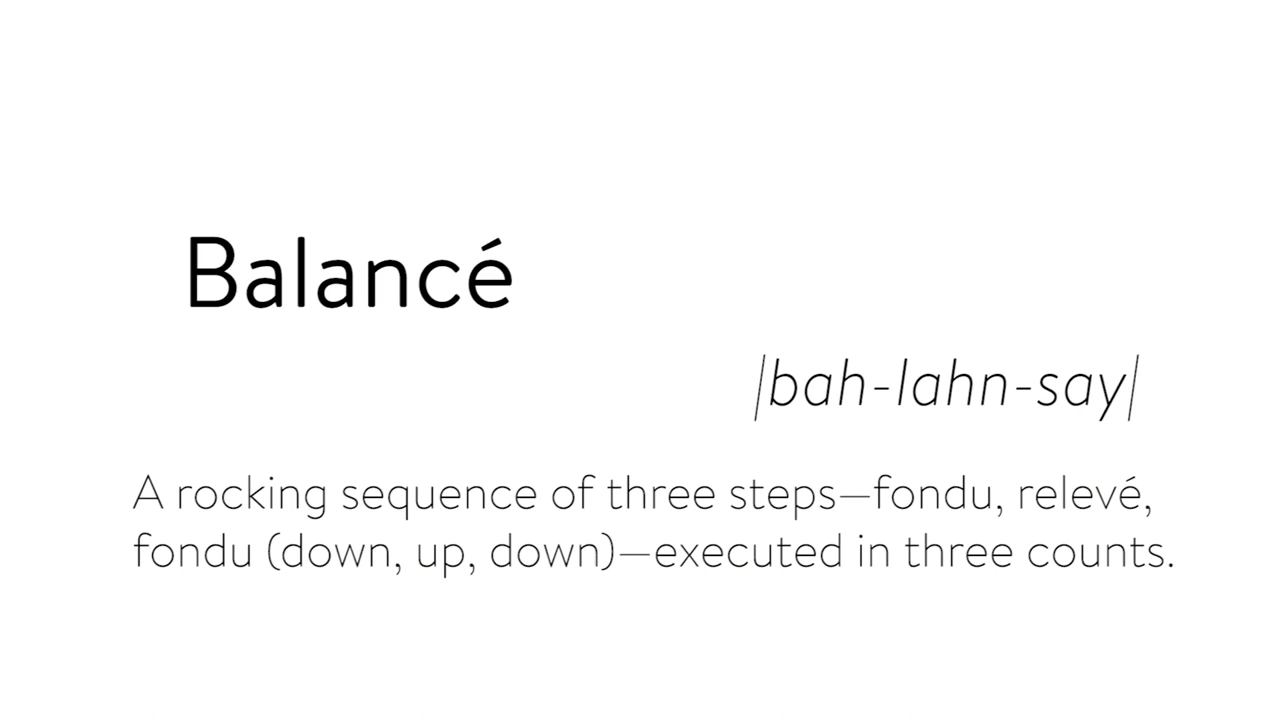 Balancé
|bah-lahn-say|
A rocking sequence of three steps—fondu, relevé,
fondu (down, up, down)—executed in three counts.